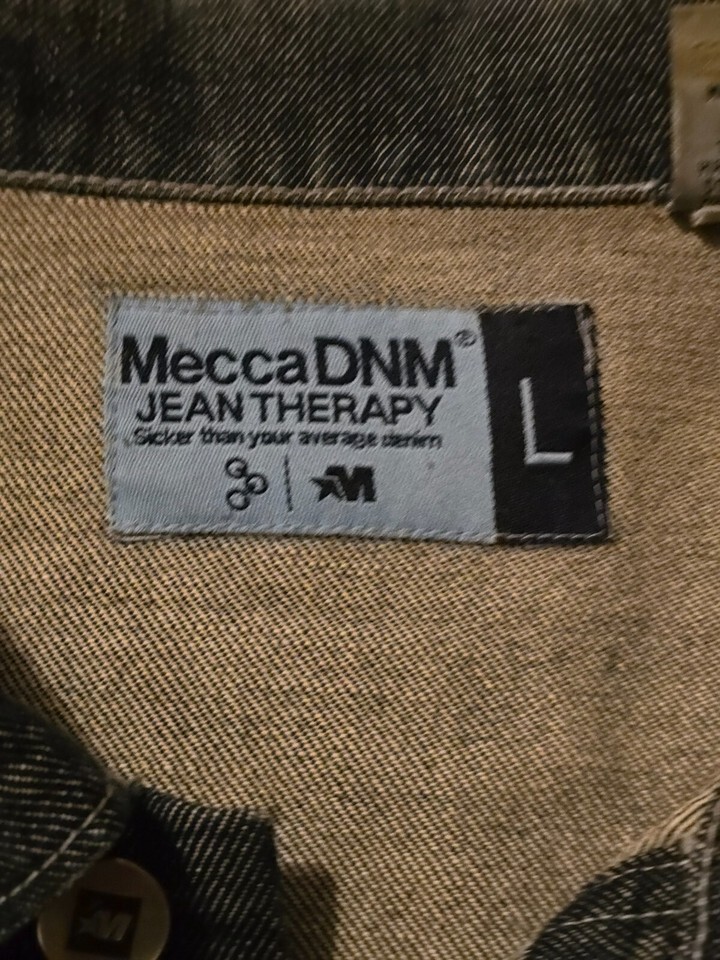 MeccaDNM®
JEAN THERAPY
Sicker than your average denim
M
L
M